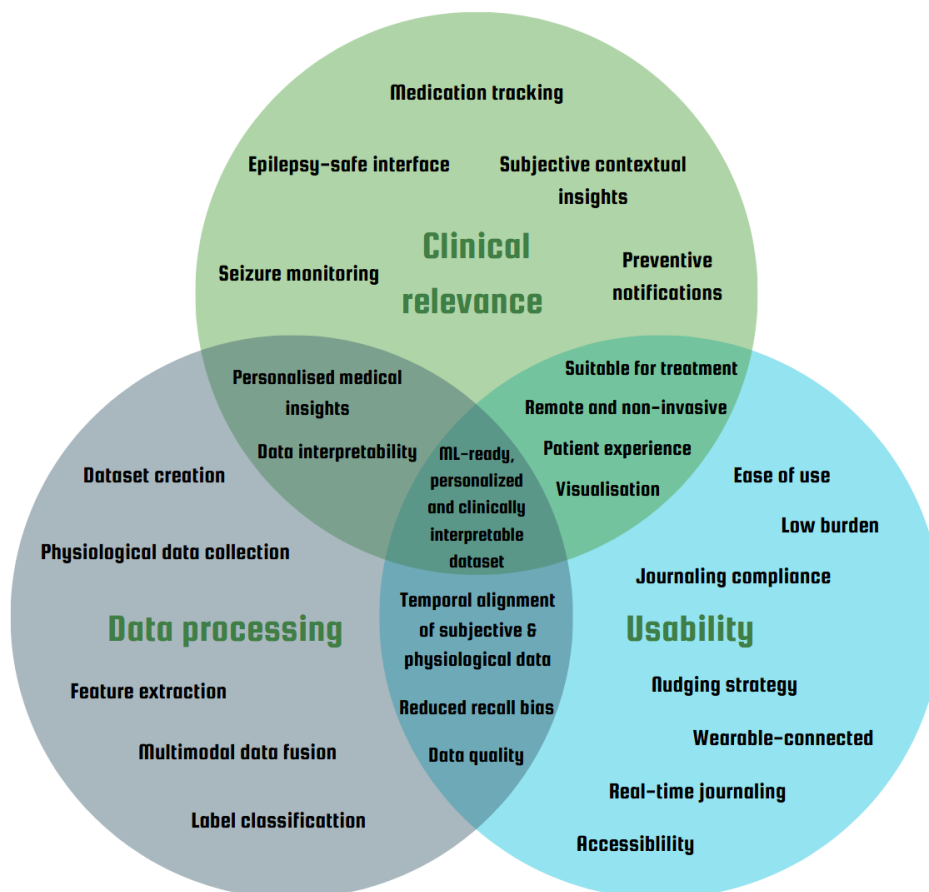 Medication tracking
Epilepsy-safe interface
Subjective contextual
insights
Clinical
relevance
Seizure monitoring
Preventive
notifications
Personalised medical
insights
Data interpretability
Suitable for treatment
Remote and non-invasive
Patient experience
Visualisation
ML-ready,
personalized
and clinically
interpretable
dataset
Dataset creation
Physiological data collection
Data processing
Feature extraction
Multimodal data fusion
Label classifcattion
Temporal alignment
of subjective &
physiological data
Reduced recall bias
Data quality
Ease of use
Low burden
Journaling compliance
Usability
Nudging strategy
Wearable-connected
Real-time journaling
Accessiblility